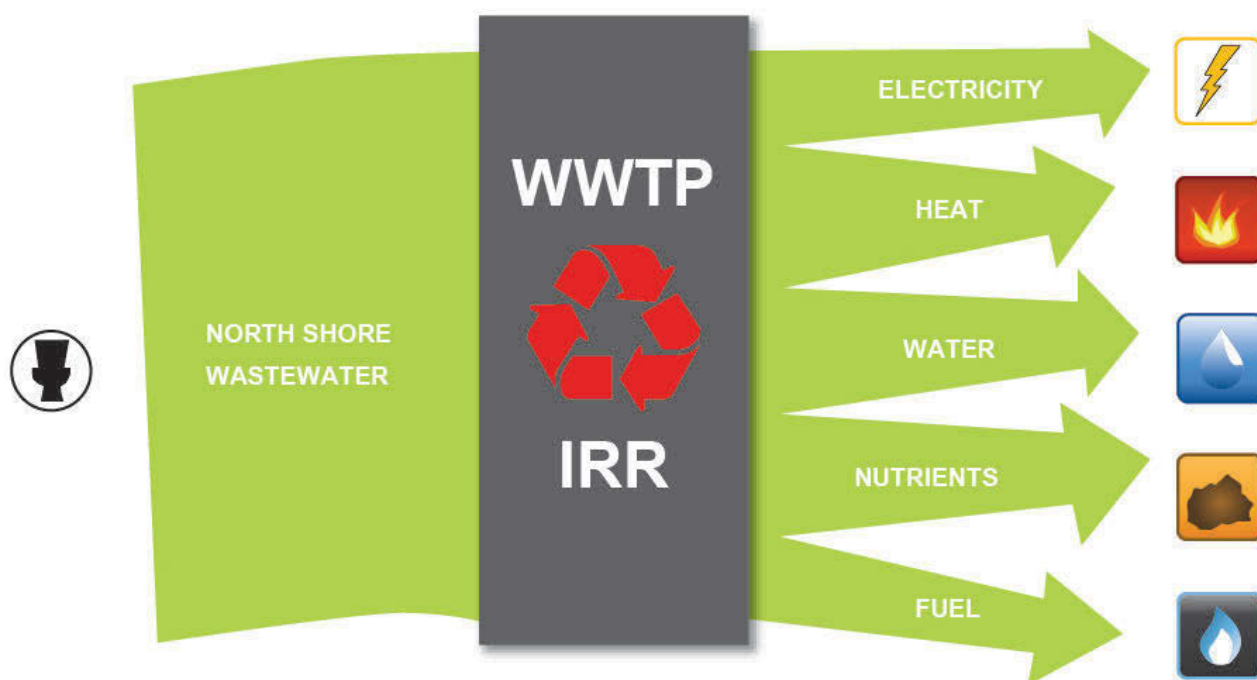 NORTH SHORE
WASTEWATER
WWTP
IRR
ELECTRICITY
HEAT
WATER
NUTRIENTS
FUEL